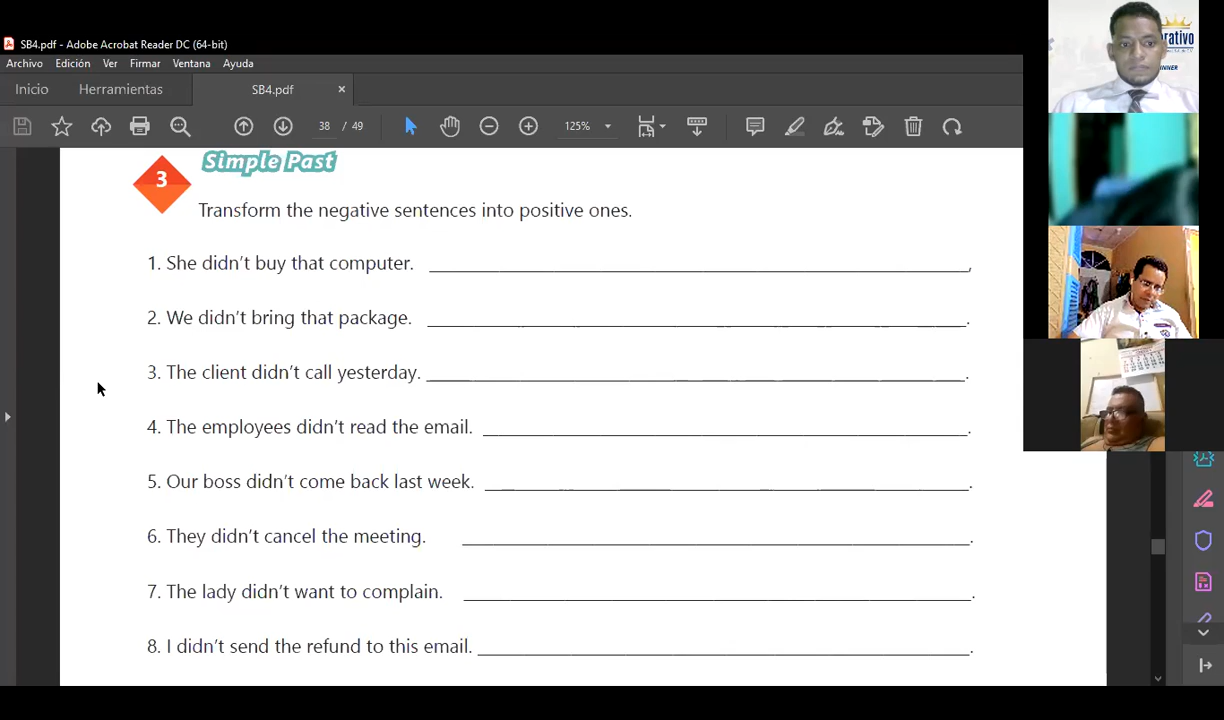 SB4.pdf - Adobe Acrobat Reader DC (64-bit)
Archivo Edición Ver Firmar Ventana Ayuda
Inicio Herramientas SB4.pdf ×
38 / 49 125%
3 Simple Past
Transform the negative sentences into positive ones.
1. She didn't buy that computer. ,
2. We didn't bring that package. .
3. The client didn't call yesterday. .
4. The employees didn't read the email. .
5. Our boss didn't come back last week. .
6. They didn't cancel the meeting. .
7. The lady didn't want to complain. .
8. I didn't send the refund to this email. .